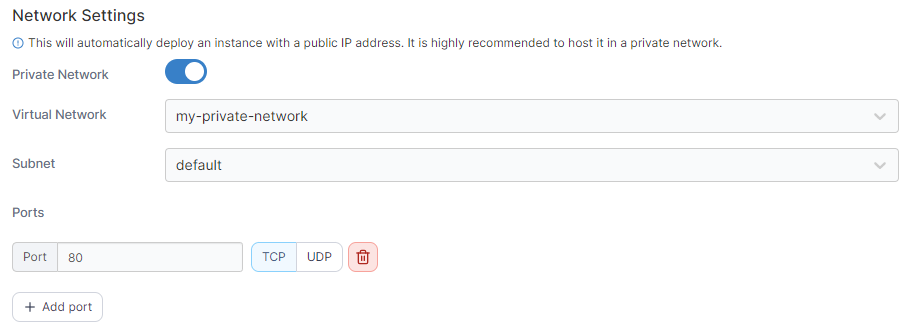 Network Settings
This will automatically deploy an instance with a public IP address. It is highly recommended to host it in a private network.
Private Network
Virtual Network
my-private-network
Subnet
default
Ports
Port 80 TCP UDP
+ Add port